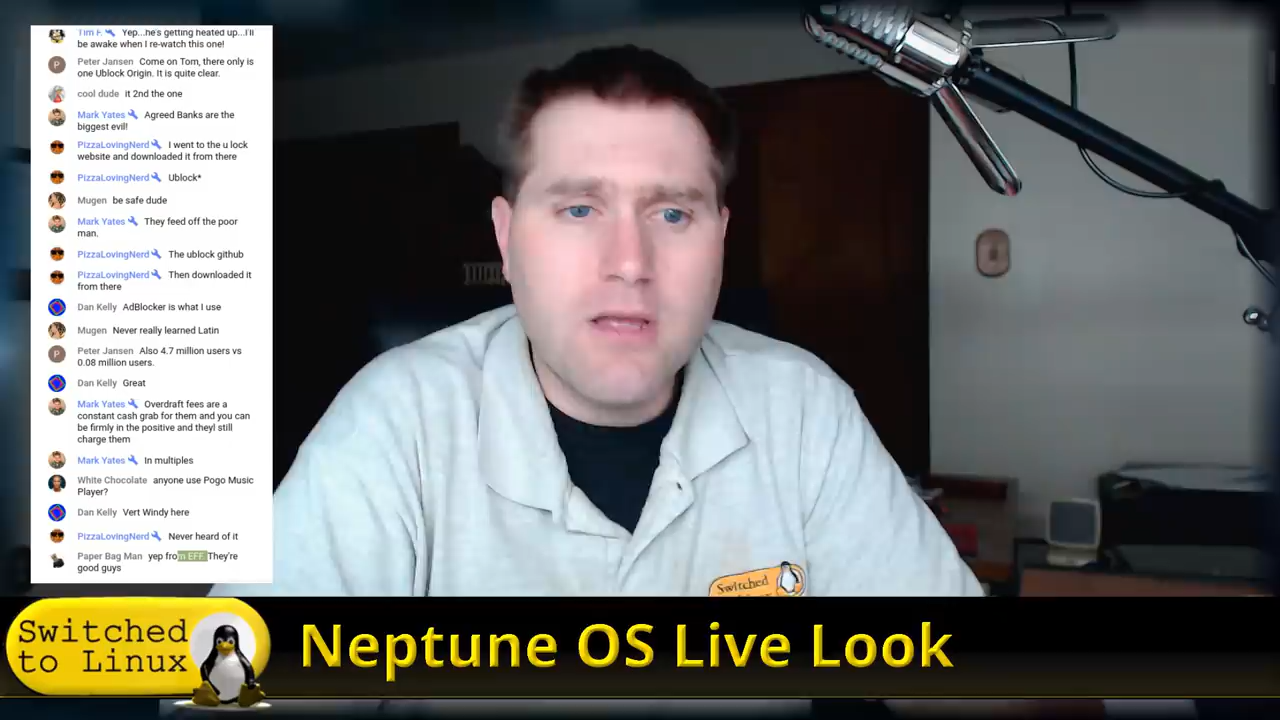 Tim F. Yep...he's getting heated up...I'll
be awake when I re-watch this one!
Peter Jansen Come on Tom, there only is
one Ublock Origin. It is quite clear.
cool dude it 2nd the one
Mark Yates Agreed Banks are the
biggest evil!
PizzaLovingNerd I went to the u lock
website and downloaded it from there
PizzaLovingNerd Ublock*
Mugen be safe dude
Mark Yates They feed off the poor
man.
PizzaLovingNerd The ublock github
PizzaLovingNerd Then downloaded it
from there
Dan Kelly AdBlocker is what I use
Mugen Never really learned Latin
P Peter Jansen Also 4.7 million users vs
0.08 million users.
Dan Kelly Great
Mark Yates Overdraft fees are a
constant cash grab for them and you can
be firmly in the positive and theyl still
charge them
Mark Yates In multiples
White Chocolate anyone use Pogo Music
Player?
Dan Kelly Vert Windy here
PizzaLovingNerd Never heard of it
Paper Bag Man yep from EFF. They're
good guys
Switched
Switched
to Linux
Neptune OS Live Look